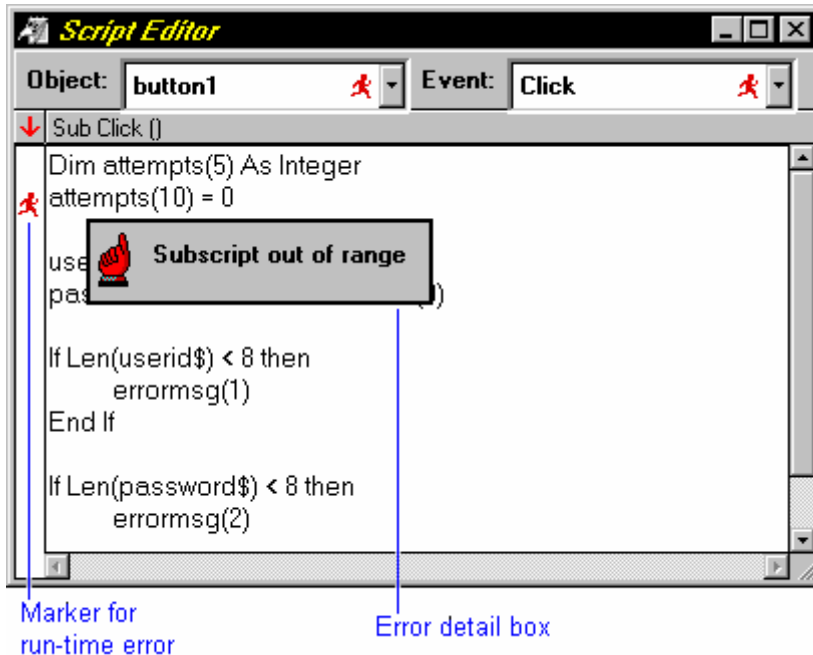 Script Editor
Object: button1 Event: Click
Sub Click ()
Dim attempts(5) As Integer
attempts(10) = 0
Subscript out of range
If Len(userid$) < 8 then
errormsg(1)
End If
If Len(password$) < 8 then
errormsg(2)
Marker for
run-time error
Error detail box